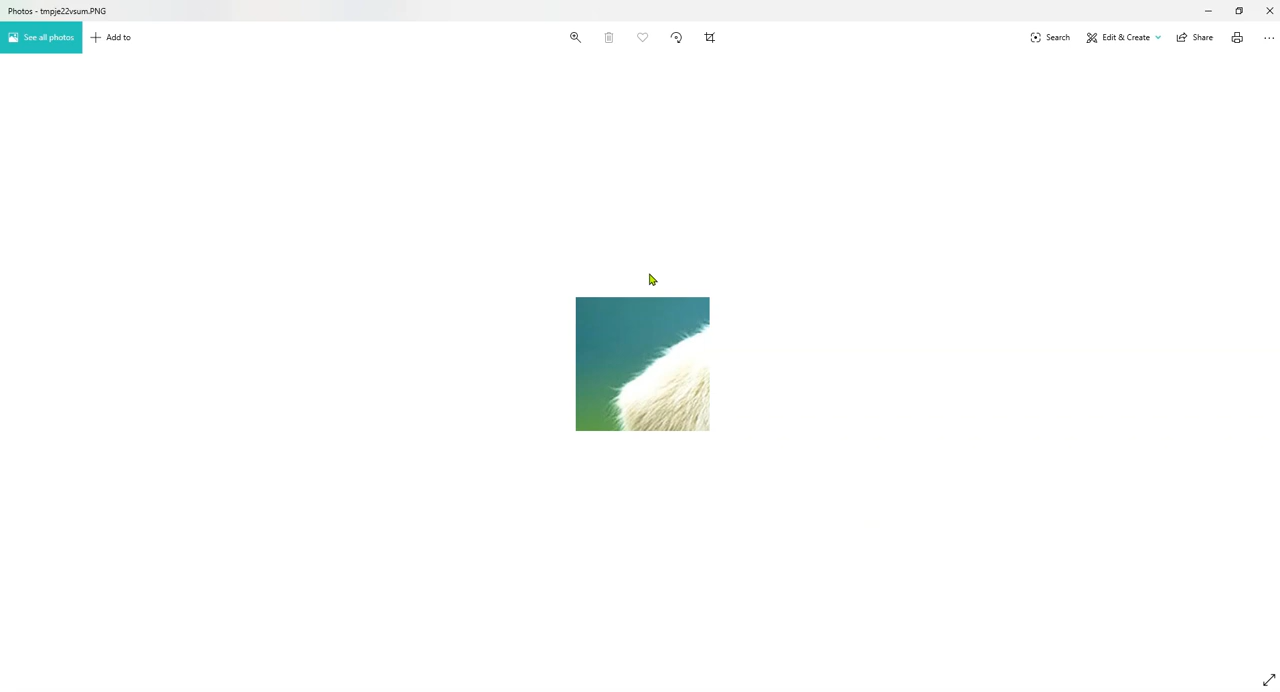 Photos - tmpje22vsum.PNG
See all photos
Add to
Search
Edit & Create
Share